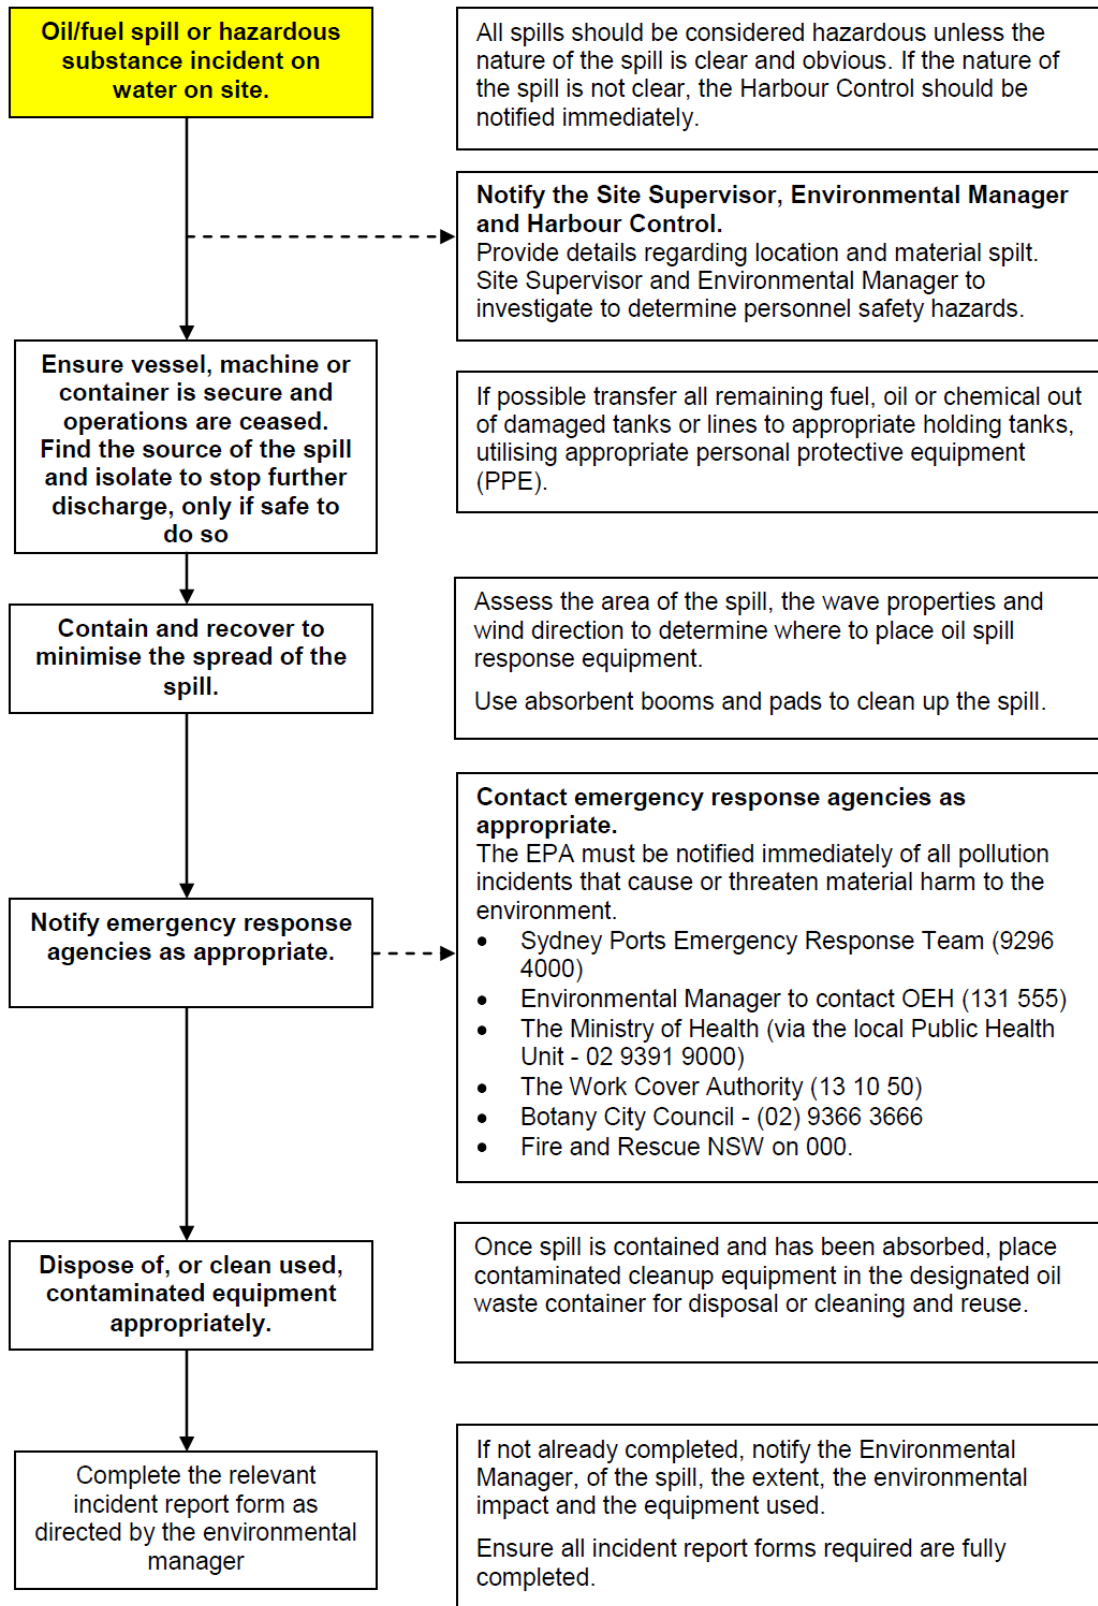 Oil/fuel spill or hazardous
substance incident on
water on site.
All spills should be considered hazardous unless the
nature of the spill is clear and obvious. If the nature of
the spill is not clear, the Harbour Control should be
notified immediately.
Notify the Site Supervisor, Environmental Manager
and Harbour Control.
Provide details regarding location and material spilt.
Site Supervisor and Environmental Manager to
investigate to determine personnel safety hazards.
Ensure vessel, machine or
container is secure and
operations are ceased.
Find the source of the spill
and isolate to stop further
discharge, only if safe to
do so
If possible transfer all remaining fuel, oil or chemical out
of damaged tanks or lines to appropriate holding tanks,
utilising appropriate personal protective equipment
(PPE).
Contain and recover to
minimise the spread of the
spill.
Assess the area of the spill, the wave properties and
wind direction to determine where to place oil spill
response equipment.
Use absorbent booms and pads to clean up the spill.
Notify emergency response
agencies as appropriate.
Contact emergency response agencies as
appropriate.
The EPA must be notified immediately of all pollution
incidents that cause or threaten material harm to the
environment.
• Sydney Ports Emergency Response Team (9296
4000)
• Environmental Manager to contact OEH (131 555)
• The Ministry of Health (via the local Public Health
Unit - 02 9391 9000)
• The Work Cover Authority (13 10 50)
• Botany City Council - (02) 9366 3666
• Fire and Rescue NSW on 000.
Dispose of, or clean used,
contaminated equipment
appropriately.
Once spill is contained and has been absorbed, place
contaminated cleanup equipment in the designated oil
waste container for disposal or cleaning and reuse.
Complete the relevant
incident report form as
directed by the environmental
manager
If not already completed, notify the Environmental
Manager, of the spill, the extent, the environmental
impact and the equipment used.
Ensure all incident report forms required are fully
completed.